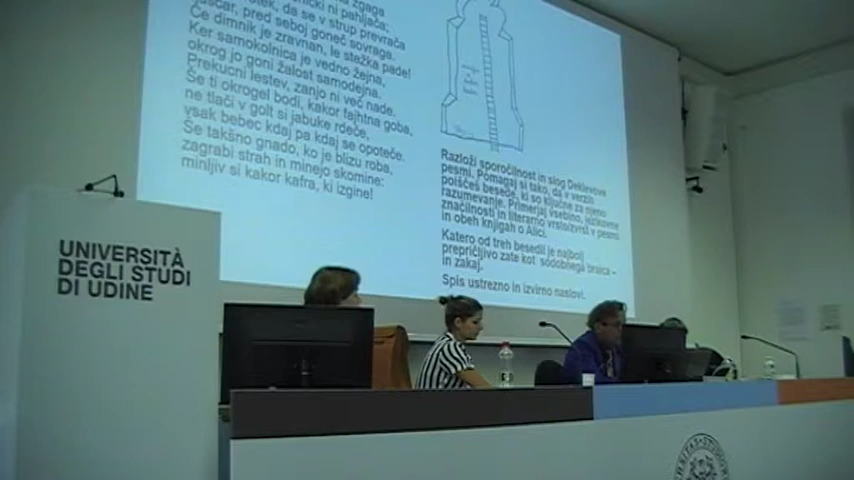 zgaga
nicki ni pahljača;
da se v strup prevrača
pred seboj goneč sovraga.
Če dimnik je zravnan, le stežka pade!
Ker samokolnica je vedno žejna,
okrog jo goni žalost samodejna.
Prekucni lestev, zanjo ni več nade.
Še ti okrogel bodi, kakor fajhtna goba,
ne tlači v golt si jabuke rdeče,
vsak bebec kdaj pa kdaj se opoteče.
Še takšno gnado, ko je blizu roba,
zagrabi strah in minejo skomine:
minljiv si kakor kafra, ki izgine!
Razloži sporočilnost in slog Deklevove
pesmi. Pomagaj si tako, da v verzih
poiščeš besede, ki so ključne za njeno
razumevanje. Primerjaj vsebino, jezikovne
značilnosti in literarno vrsto/zvrst v pesmi
in obeh knjigah o Alici.
Katero od treh besedil je najbolj
prepričljivo zate kot sodobnega bralca –
in zakaj.
Spis ustrezno in izvirno naslovi.
UNIVERSITÀ
DEGLI STUDI
DI UDINE